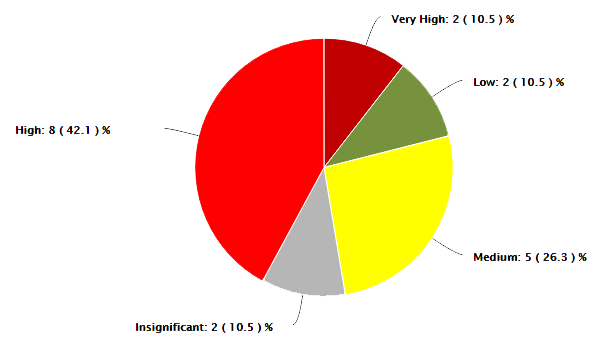 Very High: 2 ( 10.5 ) %
Low: 2 ( 10.5 ) %
High: 8 ( 42.1 ) %
Medium: 5 ( 26.3 ) %
Insignificant: 2 ( 10.5 ) %